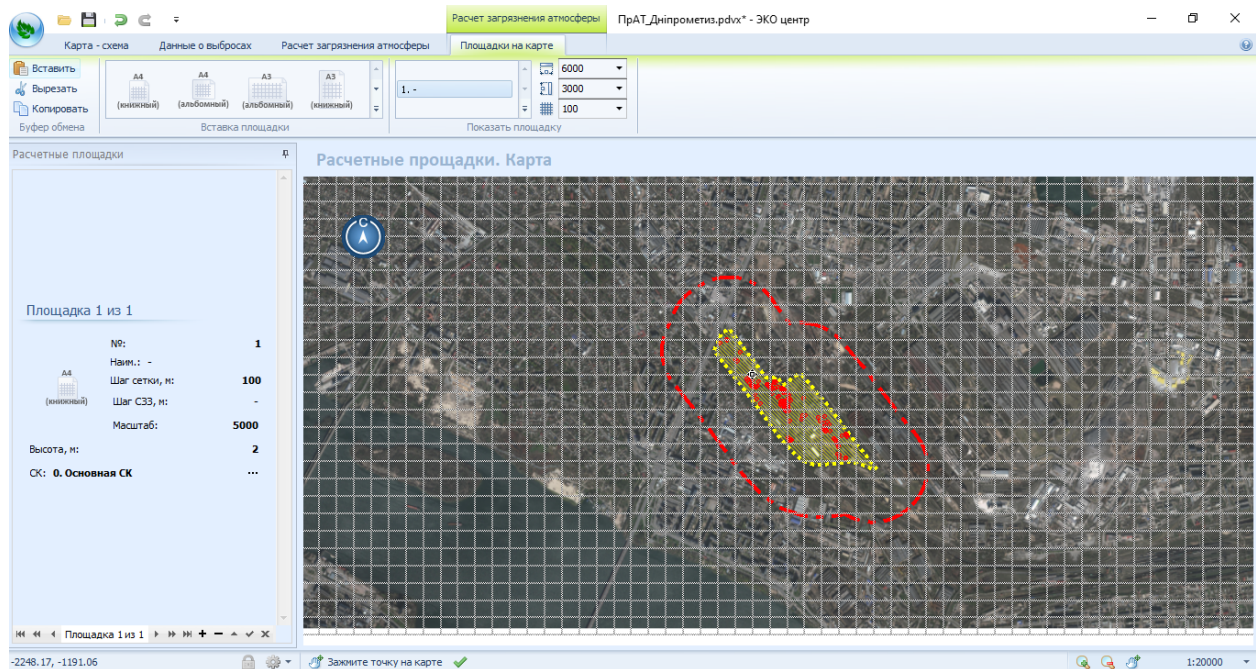 Расчет загрязнения атмосферы
ПрАТ_Дніпрометиз.pdvx* - ЭКО центр
Карта - схема
Данные о выбросах
Расчет загрязнения атмосферы
Площадки на карте
Вставить
Вырезать
Копировать
Буфер обмена
A4
(книжный)
A4
(альбомный)
A3
(альбомный)
A3
(книжный)
Вставка площадки
1. -
6000
3000
100
Показать площадку
Расчетные площадки
Расчетные прощадки. Карта
С
Площадка 1 из 1
A4
(книжный)
№: 1
Наим.: -
Шаг сетки, м: 100
Шаг СЗЗ, м: -
Масштаб: 5000
Высота, м: 2
СК: 0. Основная СК ...
Площадка 1 из 1
-2248.17, -1191.06
Зажмите точку на карте
1:20000